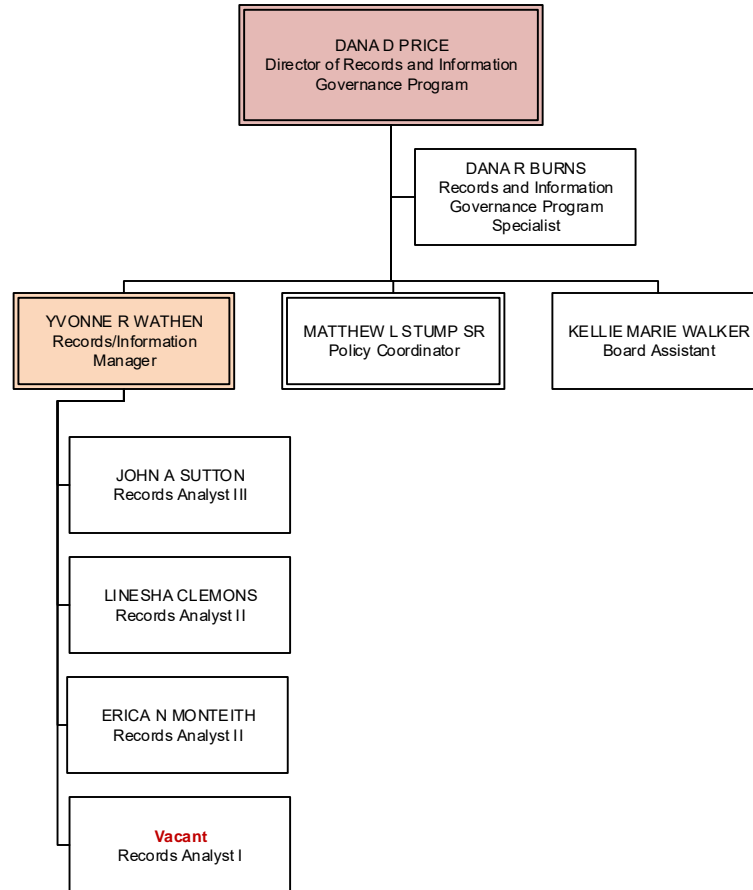 DANA D PRICE
Director of Records and Information
Governance Program
DANA R BURNS
Records and Information
Governance Program
Specialist
YVONNE R WATHEN
Records/Information
Manager
MATTHEW L STUMP SR
Policy Coordinator
KELLIE MARIE WALKER
Board Assistant
JOHN A SUTTON
Records Analyst III
LINESHA CLEMONS
Records Analyst II
ERICA N MONTEITH
Records Analyst II
Vacant
Records Analyst I